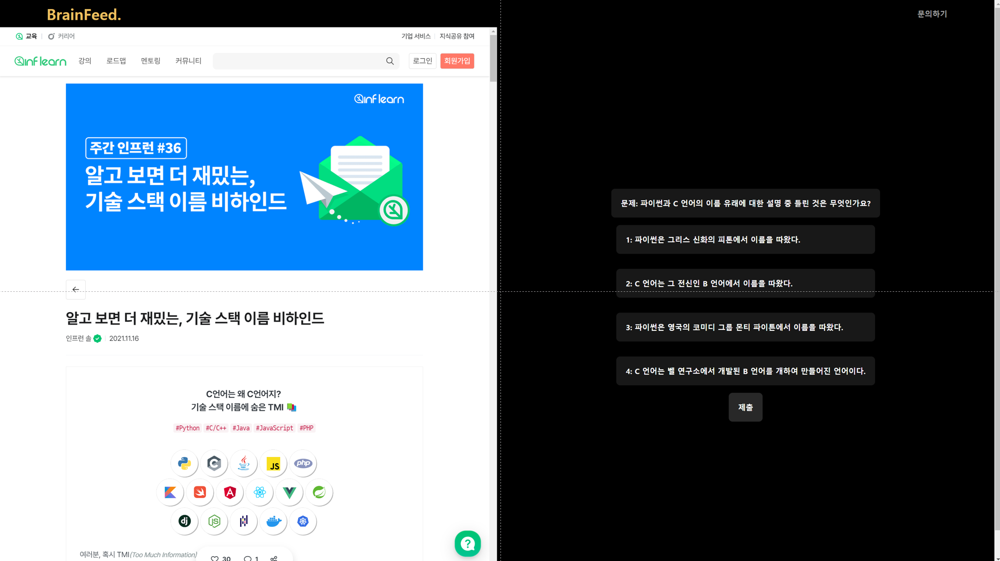 BrainFeed.
문의하기
교육
커리어
기업 서비스
지식공유 참여
inflearn
강의
로드맵
멘토링
커뮤니티
로그인
회원가입
inflearn
주간 인프런 #36
알고 보면 더 재밌는,
기술 스택 이름 비하인드
알고 보면 더 재밌는, 기술 스택 이름 비하인드
인프런 솔
2021.11.16
C언어는 왜 C언어지?
기술 스택 이름에 숨은 TMI
#Python #C/C++ #Java #JavaScript #PHP
C
JS
php
A
dj
JS
여러분, 혹시 TMI(Too Much Information)
30
1
?
문제: 파이썬과 C 언어의 이름 유래에 대한 설명 중 틀린 것은 무엇인가요?
1: 파이썬은 그리스 신화의 피톤에서 이름을 따왔다.
2: C 언어는 그 전신인 B 언어에서 이름을 따왔다.
3: 파이썬은 영국의 코미디 그룹 몬티 파이튼에서 이름을 따왔다.
4: C 언어는 벨 연구소에서 개발된 B 언어를 개하여 만들어진 언어이다.
제출